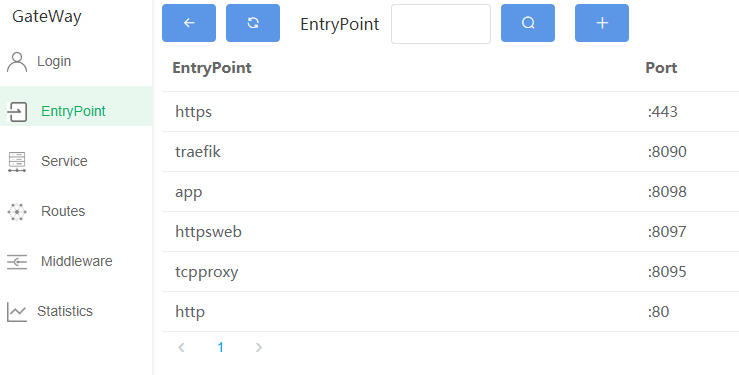 GateWay
Login
EntryPoint
Service
Routes
Middleware
Statistics
EntryPoint
EntryPoint Port
https :443
traefik :8090
app :8098
httpsweb :8097
tcpproxy :8095
http :80
1